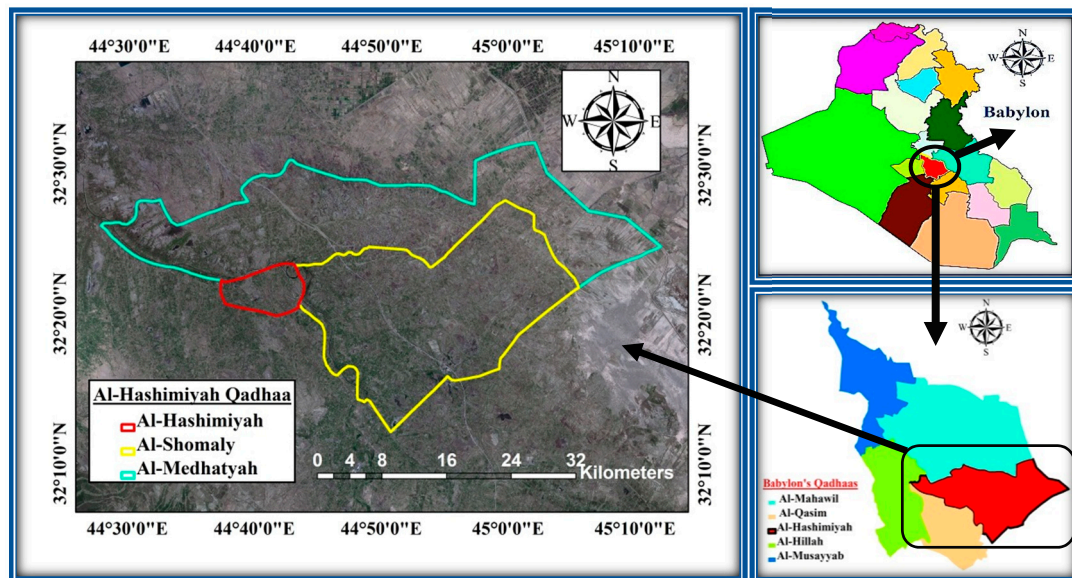 44°30'0"E 44°40'0"E 44°50'0"E 45°0'0"E 45°10'0"E
N
W E
S
32°30'0"N
32°20'0"N
32°10'0"N
32°30'0"N
32°20'0"N
32°10'0"N
Al-Hashimiyah Qadhaa
Al-Hashimiyah
Al-Shomaly
Al-Medhatyah
0 4 8 16 24 32
Kilometers
44°30'0"E 44°40'0"E 44°50'0"E 45°0'0"E 45°10'0"E
N
W E
S
Babylon
N
W E
S
Babylon's Qadhaas
Al-Mahawil
Al-Qasim
Al-Hashimiyah
Al-Hillah
Al-Musayyab